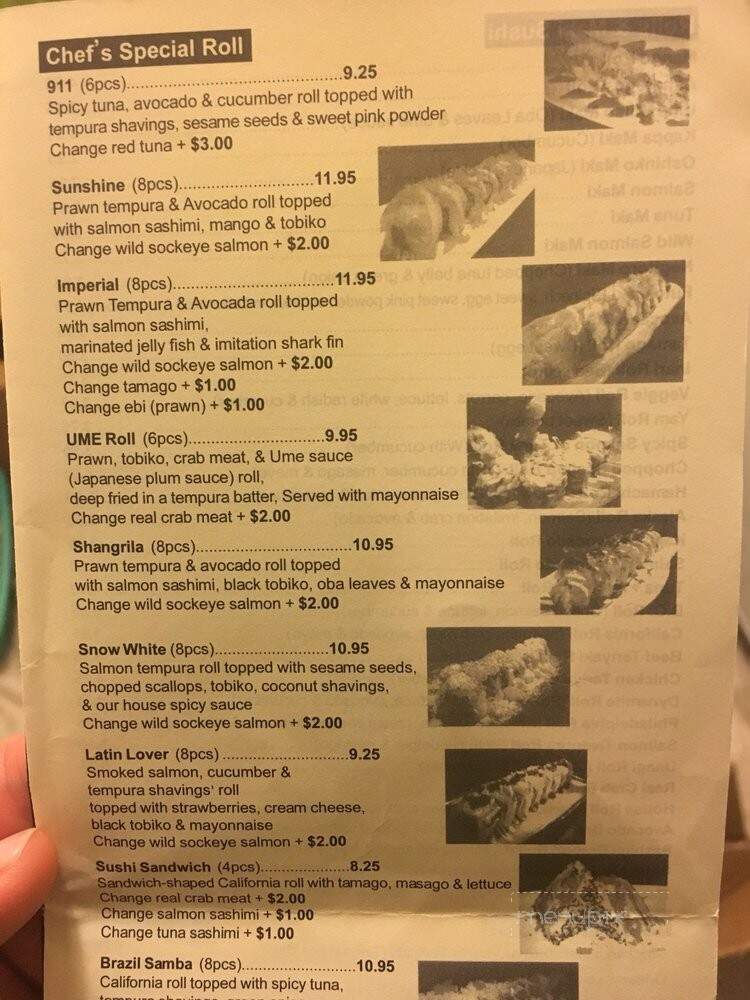 Chef's Special Roll
911 (6pcs)..........................................9.25
Spicy tuna, avocado & cucumber roll topped with
tempura shavings, sesame seeds & sweet pink powder
Change red tuna + $3.00
Sunshine (8pcs)..........................11.95
Prawn tempura & Avocado roll topped
with salmon sashimi, mango & tobiko
Change wild sockeye salmon + $2.00
Imperial (8pcs)................................11.95
Prawn Tempura & Avocada roll topped
with salmon sashimi,
marinated jelly fish & imitation shark fin
Change wild sockeye salmon + $2.00
Change tamago + $1.00
Change ebi (prawn) + $1.00
UME Roll (6pcs)...........................9.95
Prawn, tobiko, crab meat, & Ume sauce
(Japanese plum sauce) roll,
deep fried in a tempura batter, Served with mayonnaise
Change real crab meat + $2.00
Shangrila (8pcs)...............................10.95
Prawn tempura & avocado roll topped
with salmon sashimi, black tobiko, oba leaves & mayonnaise
Change wild sockeye salmon + $2.00
Snow White (8pcs).......................10.95
Salmon tempura roll topped with sesame seeds,
chopped scallops, tobiko, coconut shavings,
& our house spicy sauce
Change wild sockeye salmon + $2.00
Latin Lover (8pcs) .........................9.25
Smoked salmon, cucumber &
tempura shavings' roll
topped with strawberries, cream cheese,
black tobiko & mayonnaise
Change wild sockeye salmon + $2.00
Sushi Sandwich (4pcs)..................8.25
Sandwich-shaped California roll with tamago, masago & lettuce
Change real crab meat + $2.00
Change salmon sashimi + $1.00
Change tuna sashimi + $1.00
menupix
Brazil Samba (8pcs).......................10.95
California roll topped with spicy tuna,